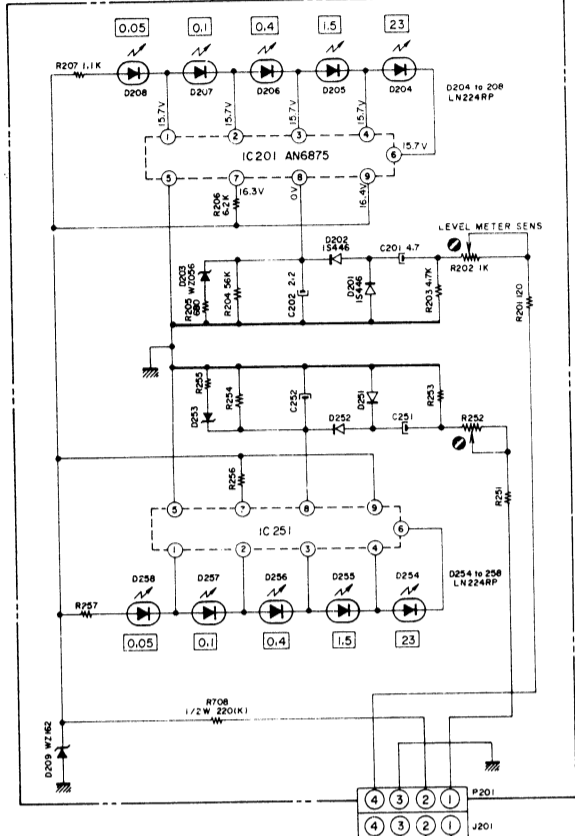 0.05 0.1 0.4 1.5 23
R207 1.1K
D208 D207 D206 D205 D204
D204 to 208
LN224RP
15.7V 15.7V 15.7V 15.7V
1 2 3 4
15.7V
6
IC201 AN6875
5 7 8 9
16.3V
R206
6.2K
0V
16.4V
LEVEL METER SENS
D202
1S446
C201 4.7
R202 1K
D203
WZ056
R205
680
R204 56K
C202 2.2
D201
1S446
R203 4.7K
R201 120
R255
D253
R254
C252
D251
R253
D252
C251
R252
R256
R251
5 7 8 9
6
IC251
1 2 3 4
D258 D257 D256 D255 D254
D254 to 258
LN224RP
R257
0.05 0.1 0.4 1.5 23
R708
1/2W 220(K)
D209 WZ162
4 3 2 1
P201
4 3 2 1
J201